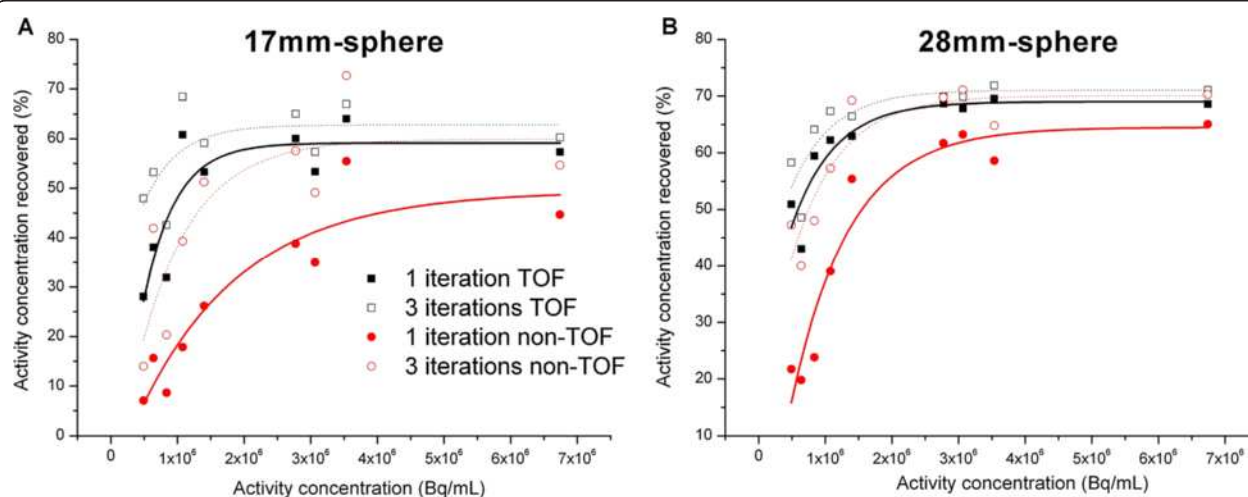 A
17mm-sphere
Activity concentration recovered (%)
80
70
60
50
40
30
20
10
0
1 iteration TOF
3 iterations TOF
1 iteration non-TOF
3 iterations non-TOF
0 1x10⁶ 2x10⁶ 3x10⁶ 4x10⁶ 5x10⁶ 6x10⁶ 7x10⁶
Activity concentration (Bq/mL)
B
28mm-sphere
Activity concentration recovered (%)
80
70
60
50
40
30
20
10
0 1x10⁶ 2x10⁶ 3x10⁶ 4x10⁶ 5x10⁶ 6x10⁶ 7x10⁶
Activity concentration (Bq/mL)